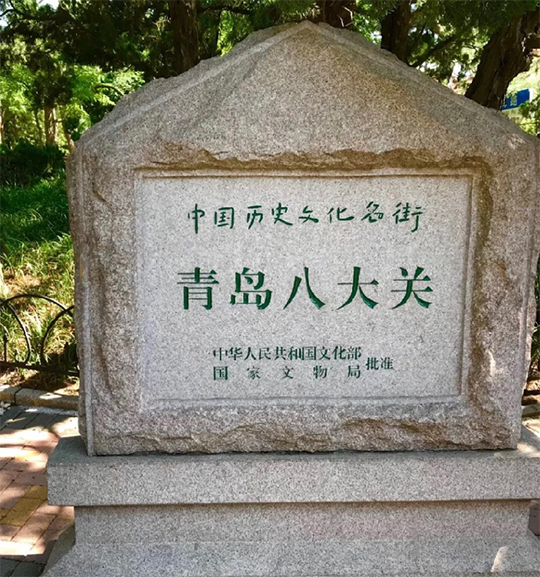 中国历史文化名街
青岛八大关
中华人民共和国文化部
国家文物局
批准